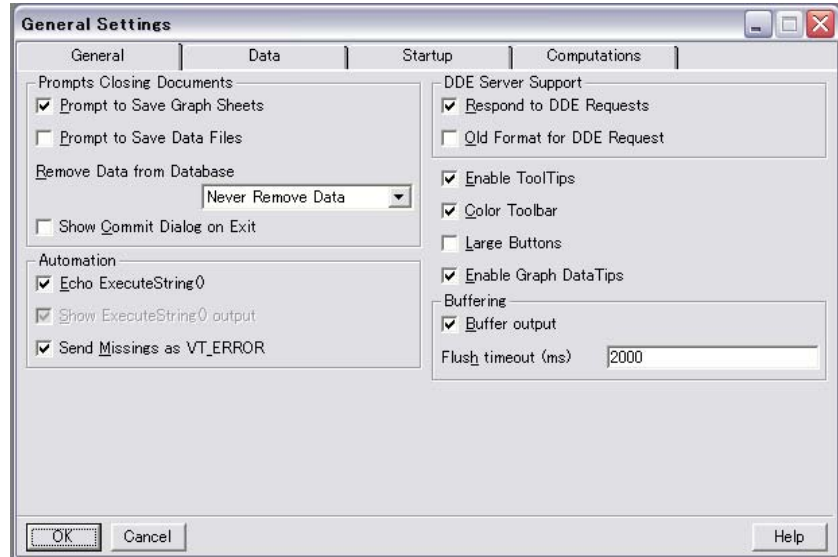 General Settings
General
Data
Startup
Computations
Prompts Closing Documents
Prompt to Save Graph Sheets
Prompt to Save Data Files
Remove Data from Database
Never Remove Data
Show Commit Dialog on Exit
Automation
Echo ExecuteString()
Show ExecuteString() output
Send Missings as VT_ERROR
DDE Server Support
Respond to DDE Requests
Old Format for DDE Request
Enable ToolTips
Color Toolbar
Large Buttons
Enable Graph DataTips
Buffering
Buffer output
Flush timeout (ms)
2000
OK
Cancel
Help